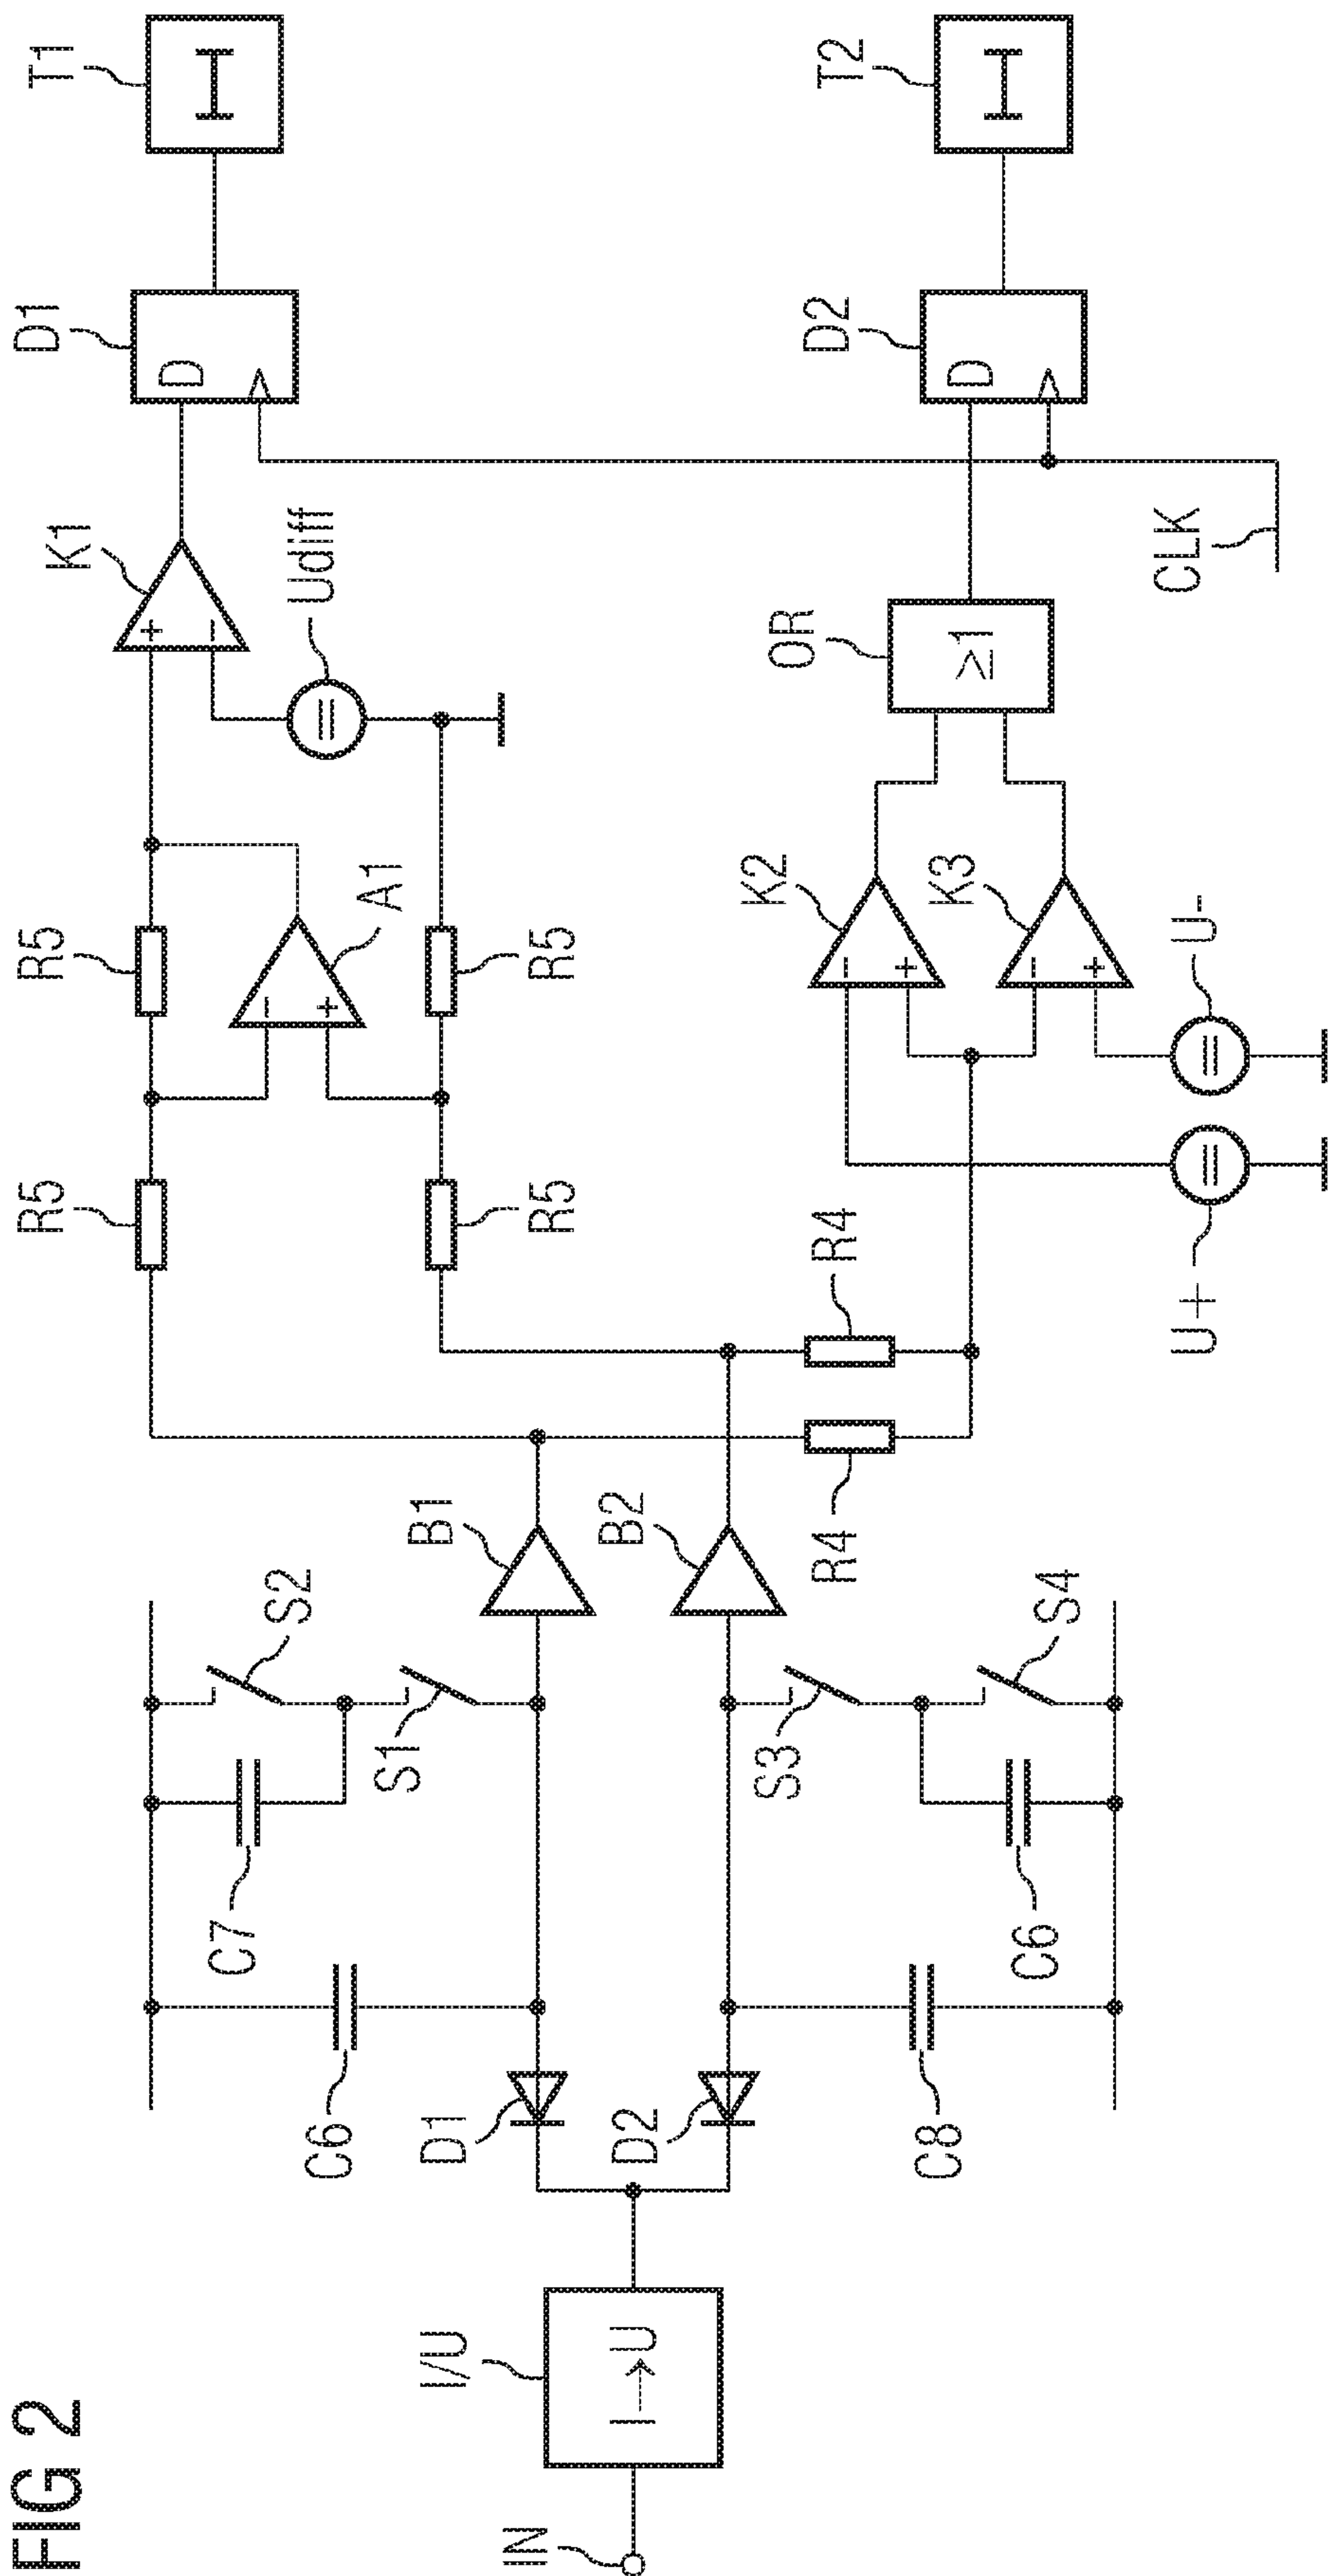 FIG 2
IN
I/U
I→U
C6
D1
D2
C8
C7
S2
S1
S3
S4
C6
B1
B2
R4
R4
R5
R5
R5
R5
A1
-
+
U+
U-
K2
-
+
K3
-
+
OR
≥1
K1
+
-
Udiff
CLK
D1
D
D2
D
T1
I
T2
I